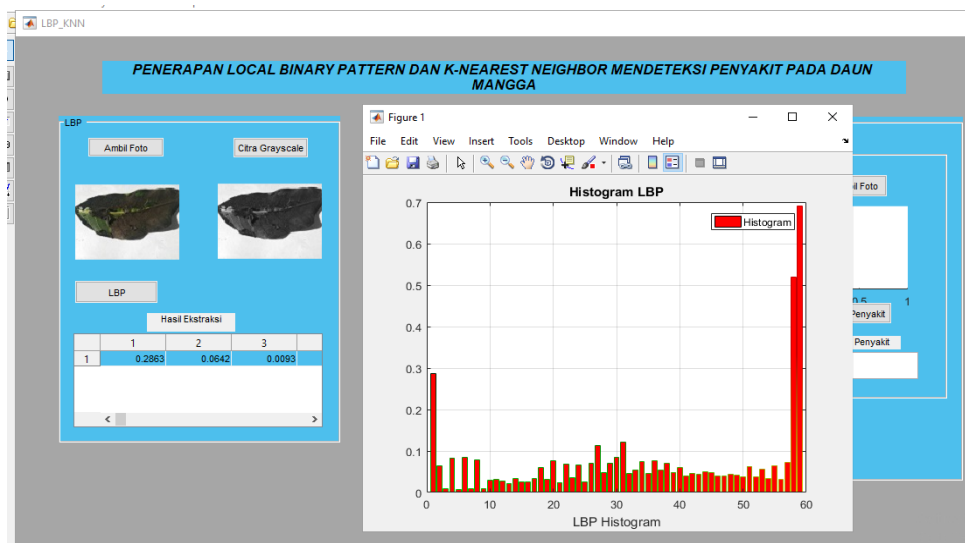 LBP_KNN
PENERAPAN LOCAL BINARY PATTERN DAN K-NEAREST NEIGHBOR MENDETEKSI PENYAKIT PADA DAUN
MANGGA
LBP
Ambil Foto
Citra Grayscale
LBP
Hasil Ekstraksi
1 2 3
1 0.2863 0.0642 0.0093
Figure 1
File Edit View Insert Tools Desktop Window Help
Histogram LBP
Histogram
0.7
0.6
0.5
0.4
0.3
0.2
0.1
0
0 10 20 30 40 50 60
LBP Histogram
il Foto
0.5 1
Penyakit
Penyakit